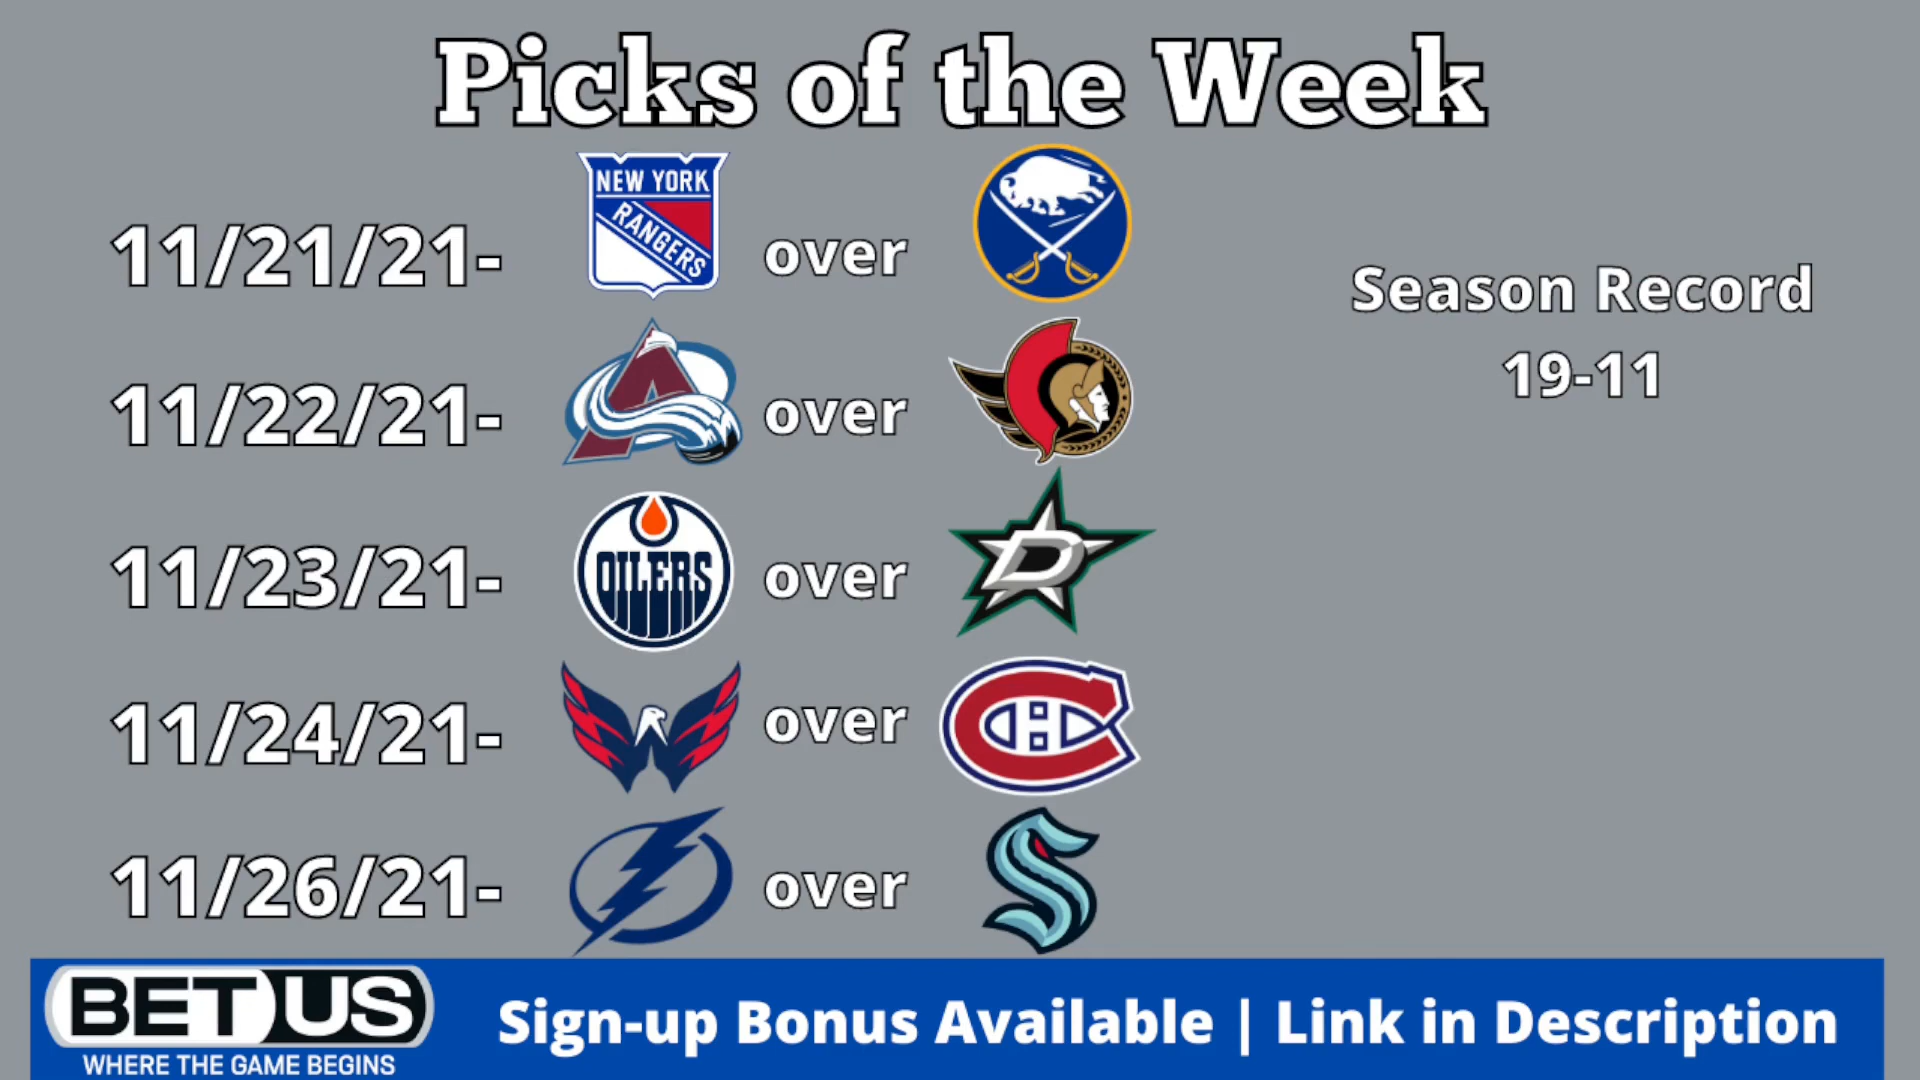 Picks of the Week
11/21/21-
NEW YORK
RANGERS
over
11/22/21-
over
11/23/21-
OILERS
over
D
11/24/21-
over
11/26/21-
over
Season Record
19-11
BET US
WHERE THE GAME BEGINS
Sign-up Bonus Available | Link in Description